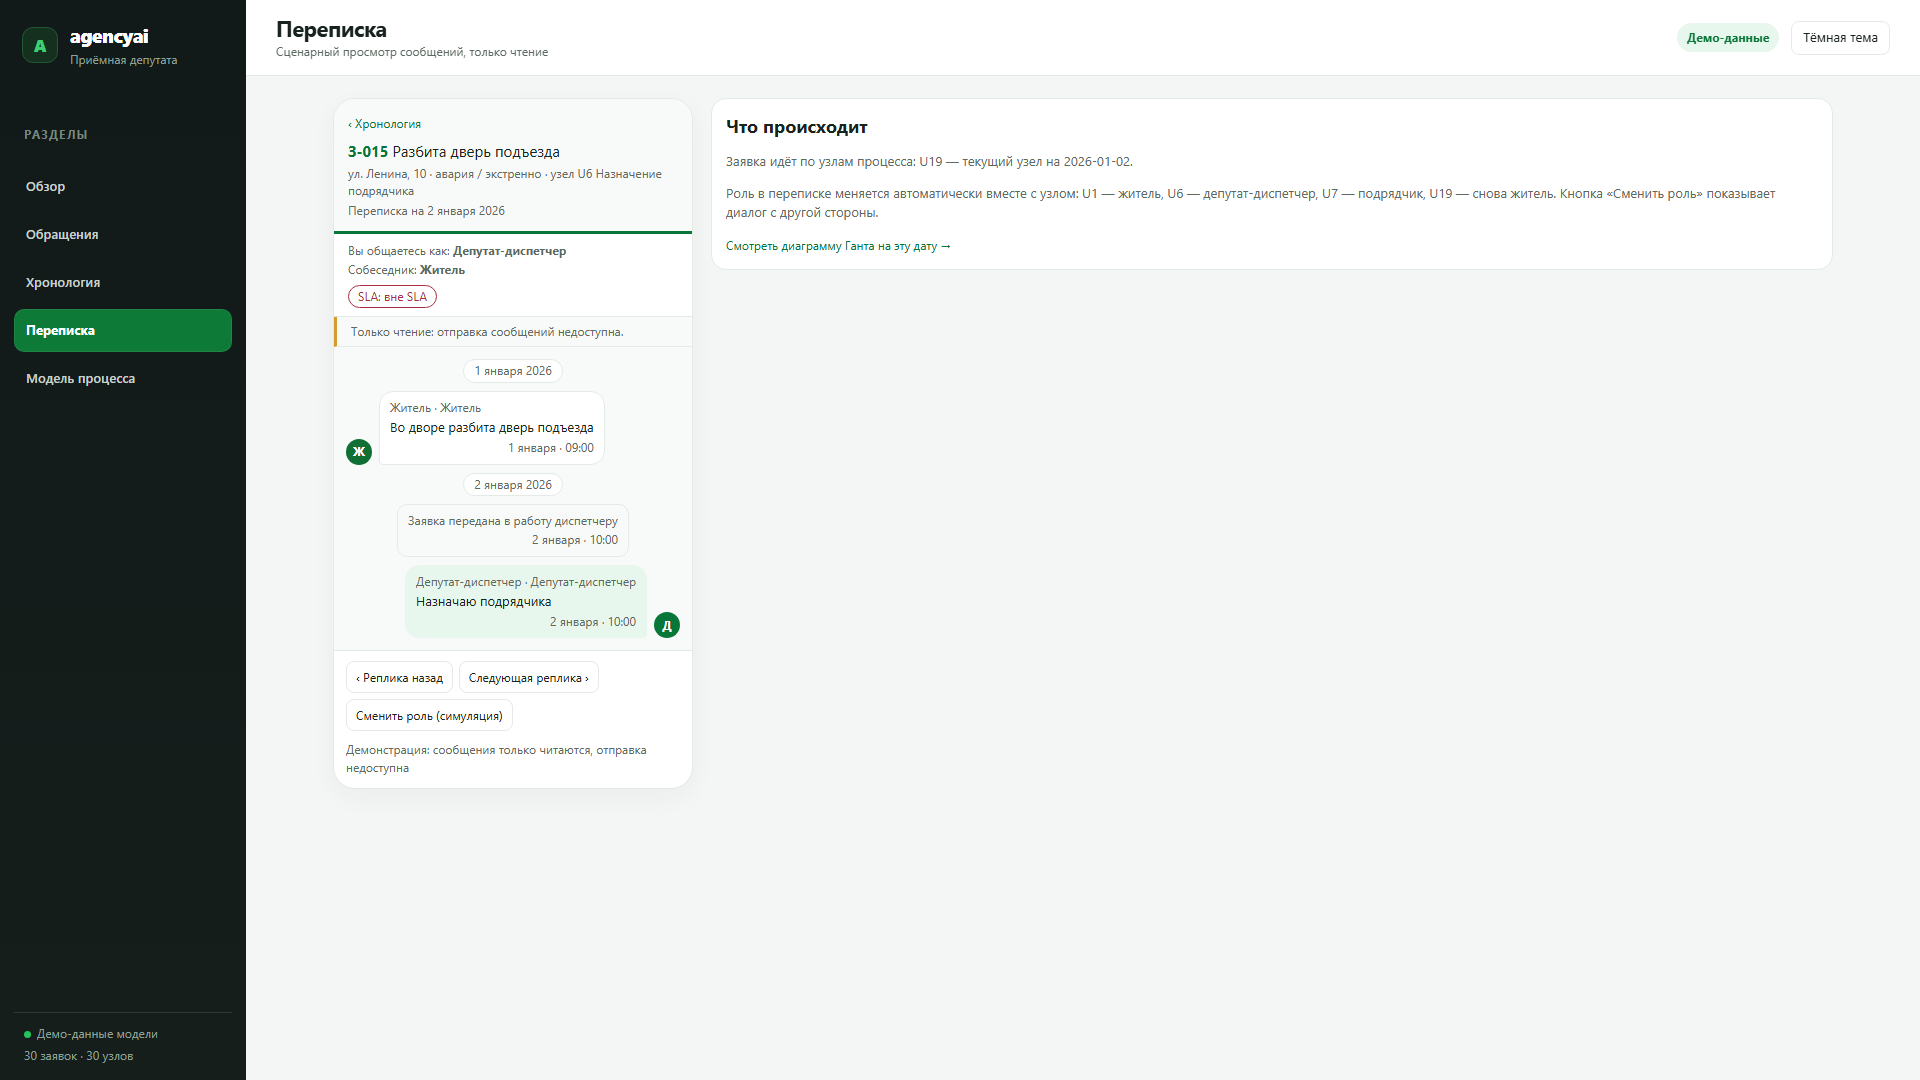 A
agencyai
Приёмная депутата
РАЗДЕЛЫ
Обзор
Обращения
Хронология
Переписка
Модель процесса
Демо-данные модели
30 заявок · 30 узлов
Переписка
Сценарный просмотр сообщений, только чтение
Демо-данные
Тёмная тема
‹ Хронология
З-015 Разбита дверь подъезда
ул. Ленина, 10 · авария / экстренно · узел U6 Назначение
подрядчика
Переписка на 2 января 2026
Вы общаетесь как: Депутат-диспетчер
Собеседник: Житель
SLA: вне SLA
Только чтение: отправка сообщений недоступна.
1 января 2026
Житель · Житель
Во дворе разбита дверь подъезда
1 января · 09:00
Ж
2 января 2026
Заявка передана в работу диспетчеру
2 января · 10:00
Депутат-диспетчер · Депутат-диспетчер
Назначаю подрядчика
2 января · 10:00
Д
‹ Реплика назад
Следующая реплика ›
Сменить роль (симуляция)
Демонстрация: сообщения только читаются, отправка
недоступна
Что происходит
Заявка идёт по узлам процесса: U19 — текущий узел на 2026-01-02.
Роль в переписке меняется автоматически вместе с узлом: U1 — житель, U6 — депутат-диспетчер, U7 — подрядчик, U19 — снова житель. Кнопка «Сменить роль» показывает
диалог с другой стороны.
Смотреть диаграмму Ганта на эту дату →